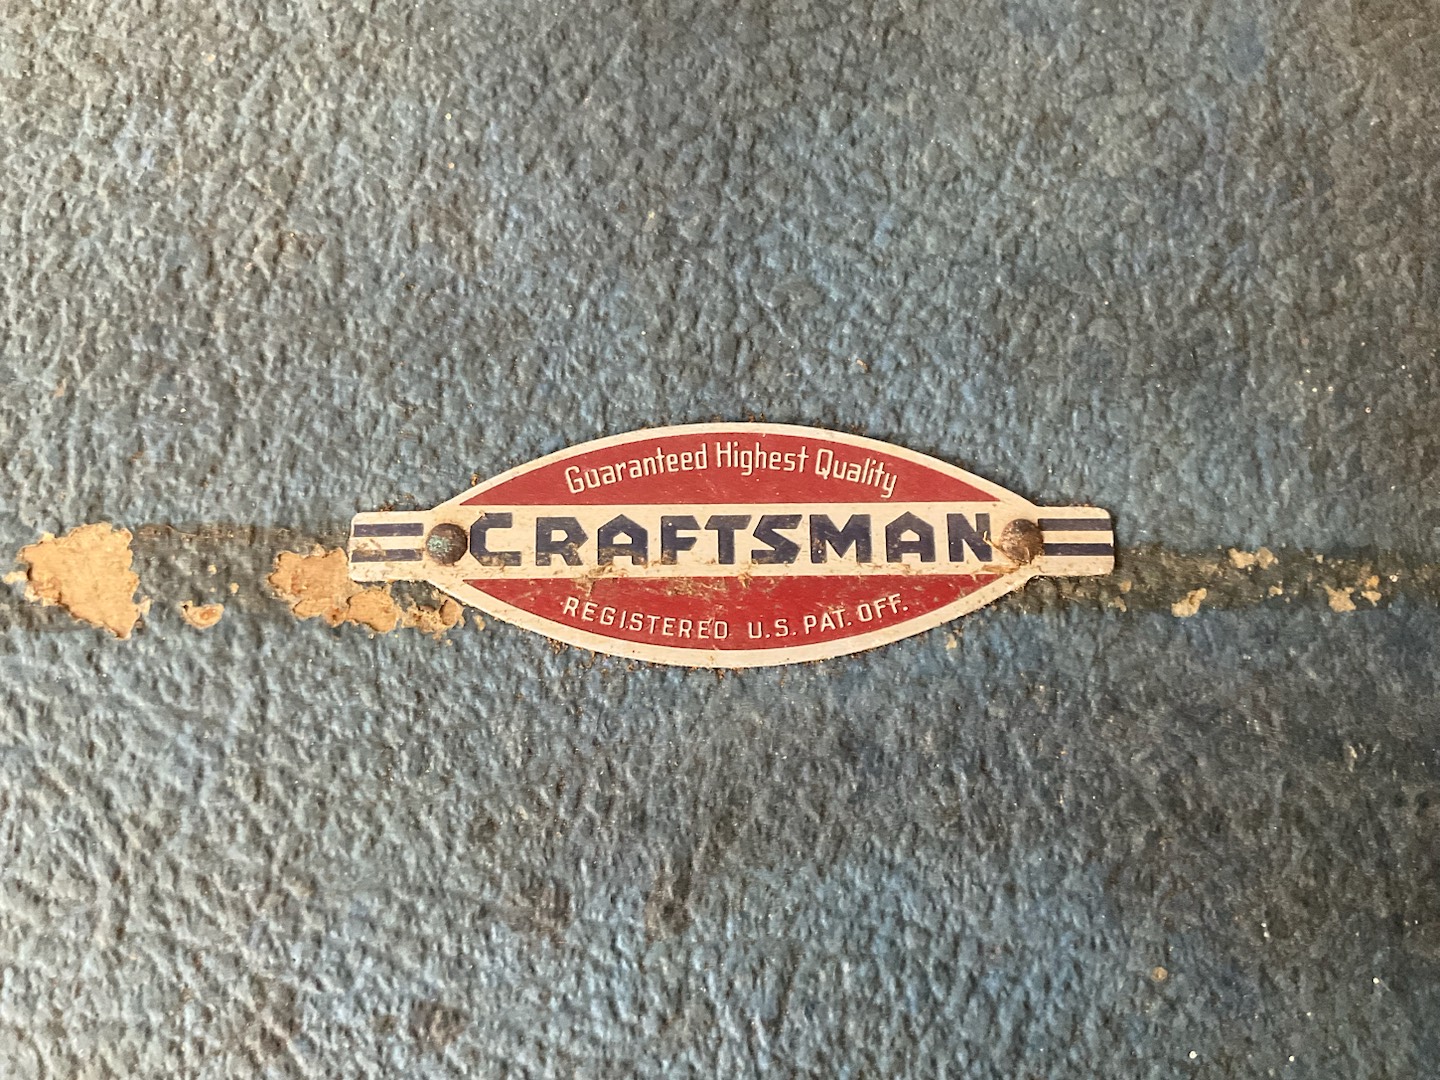 Guaranteed Highest Quality
CRAFTSMAN
REGISTERED U.S. PAT. OFF.